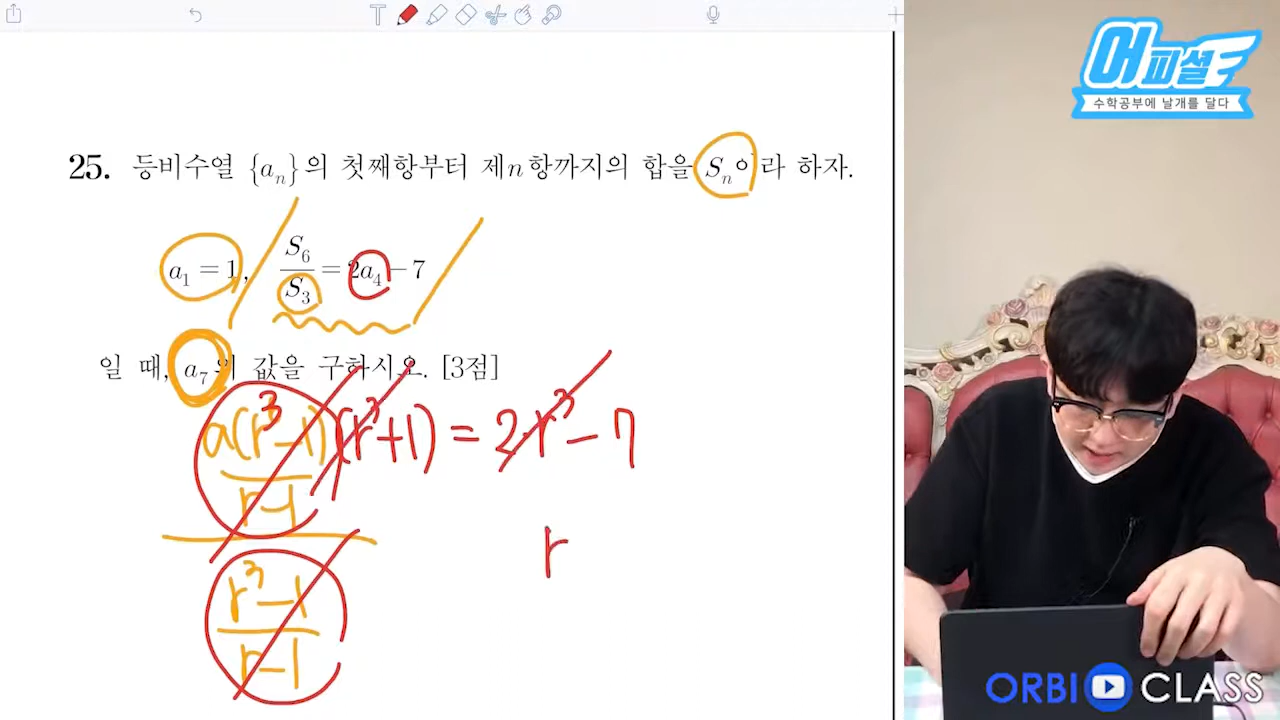 어피셜
수학공부에 날개를 달다
25. 등비수열 {aₙ}의 첫째항부터 제n항까지의 합을 Sₙ이라 하자.
a₁ = 1, S₆/S₃ = 2a₄ - 7
일 때, a₇의 값을 구하시오. [3점]
a(r³-1)/(r-1) (r³+1) = 2·r³ - 7
r
r³-1
r-1
ORBI CLASS